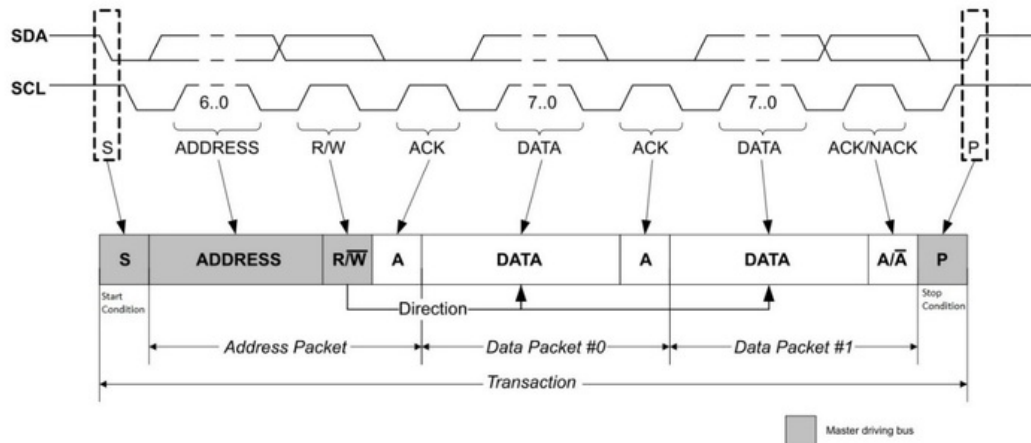 SDA
SCL
6..0
7..0
7..0
S
ADDRESS
R/W
ACK
DATA
ACK
DATA
ACK/NACK
P
S
ADDRESS
R/W̅
A
DATA
A
DATA
A/A̅
P
Start
Condition
Direction
Stop
Condition
Address Packet
Data Packet #0
Data Packet #1
Transaction
Master driving bus